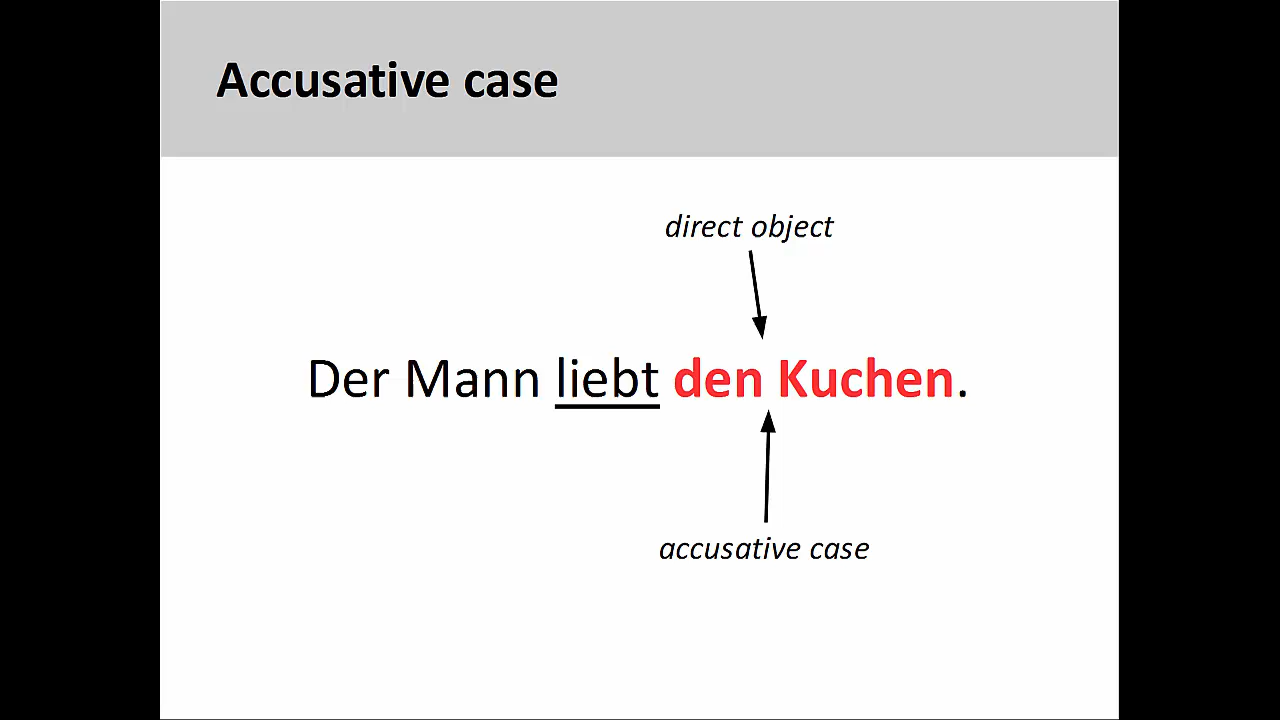 Accusative case
direct object
Der Mann liebt den Kuchen.
accusative case